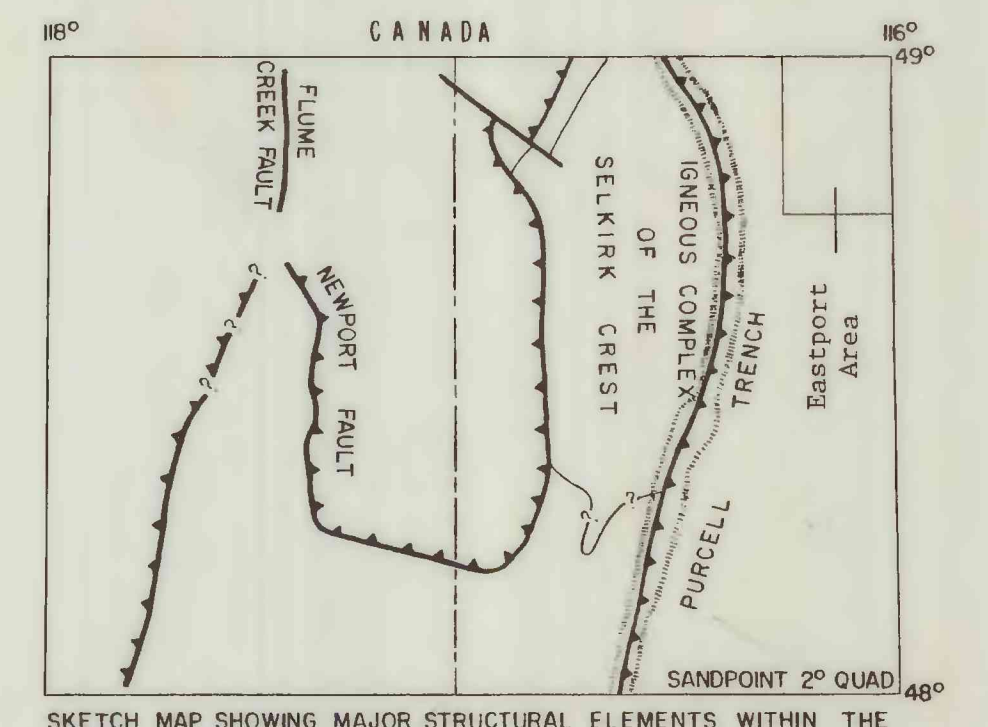 118°
CANADA
116°
49°
FLUME
CREEK FAULT
NEWPORT FAULT
SELKIRK CREST
OF THE
IGNEOUS COMPLEX
TRENCH
PURCELL
Eastport
Area
?
?
?
?
?
SANDPOINT 2° QUAD
48°
SKETCH MAP SHOWING MAJOR STRUCTURAL ELEMENTS WITHIN THE